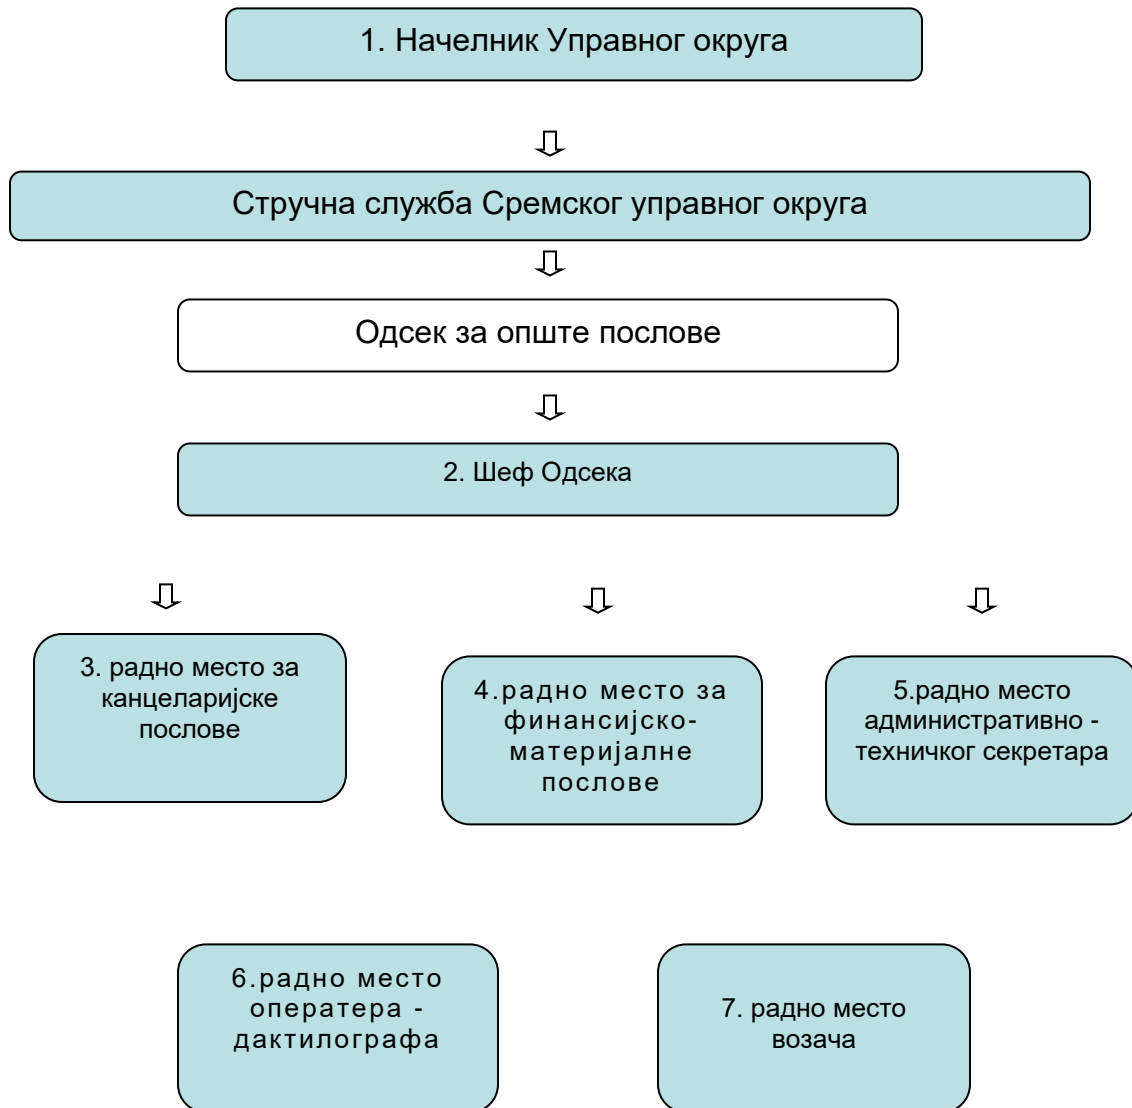 1. Начелник Управног округа
Стручна служба Сремског управног округа
Одсек за опште послове
2. Шеф Одсека
3. радно место за
канцеларијске
послове
4.радно место за
финансијско-
материјалне
послове
5.радно место
административно -
техничког секретара
6.радно место
оператера -
дактилографа
7. радно место
возача